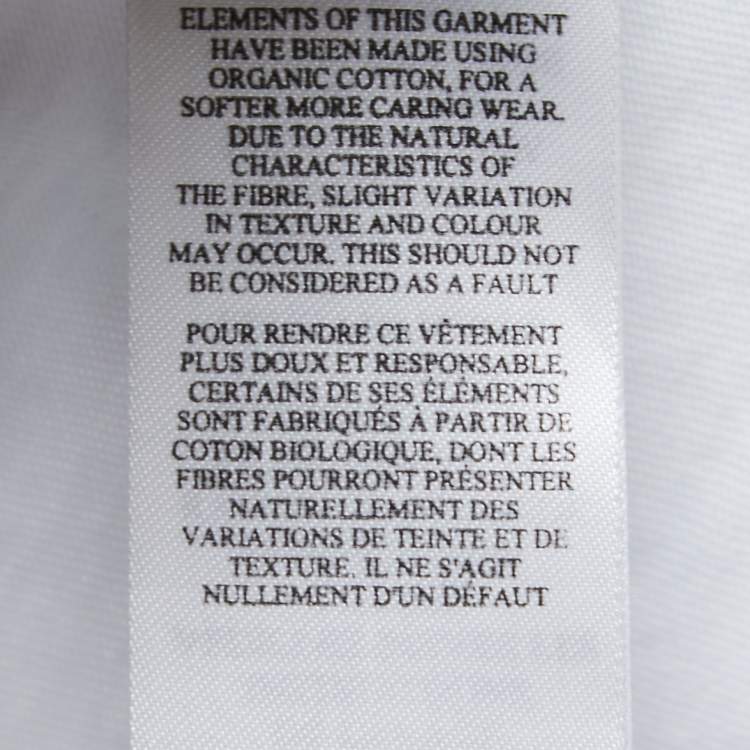 ELEMENTS OF THIS GARMENT
HAVE BEEN MADE USING
ORGANIC COTTON, FOR A
SOFTER MORE CARING WEAR.
DUE TO THE NATURAL
CHARACTERISTICS OF
THE FIBRE, SLIGHT VARIATION
IN TEXTURE AND COLOUR
MAY OCCUR. THIS SHOULD NOT
BE CONSIDERED AS A FAULT
POUR RENDRE CE VÊTEMENT
PLUS DOUX ET RESPONSABLE,
CERTAINS DE SES ÉLÉMENTS
SONT FABRIQUÉS À PARTIR DE
COTON BIOLOGIQUE, DONT LES
FIBRES POURRONT PRÉSENTER
NATURELLEMENT DES
VARIATIONS DE TEINTE ET DE
TEXTURE. IL NE S'AGIT
NULLEMENT D'UN DÉFAUT